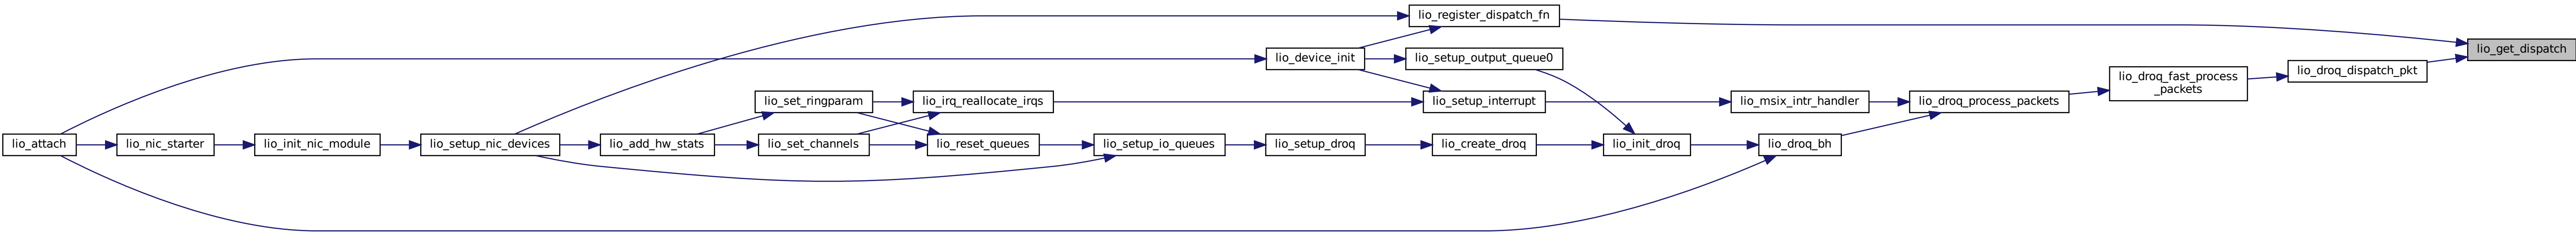 lio_register_dispatch_fn
lio_get_dispatch
lio_device_init
lio_setup_output_queue0
lio_droq_dispatch_pkt
lio_droq_fast_process
_packets
lio_set_ringparam
lio_irq_reallocate_irqs
lio_setup_interrupt
lio_msix_intr_handler
lio_droq_process_packets
lio_attach
lio_nic_starter
lio_init_nic_module
lio_setup_nic_devices
lio_add_hw_stats
lio_set_channels
lio_reset_queues
lio_setup_io_queues
lio_setup_droq
lio_create_droq
lio_init_droq
lio_droq_bh